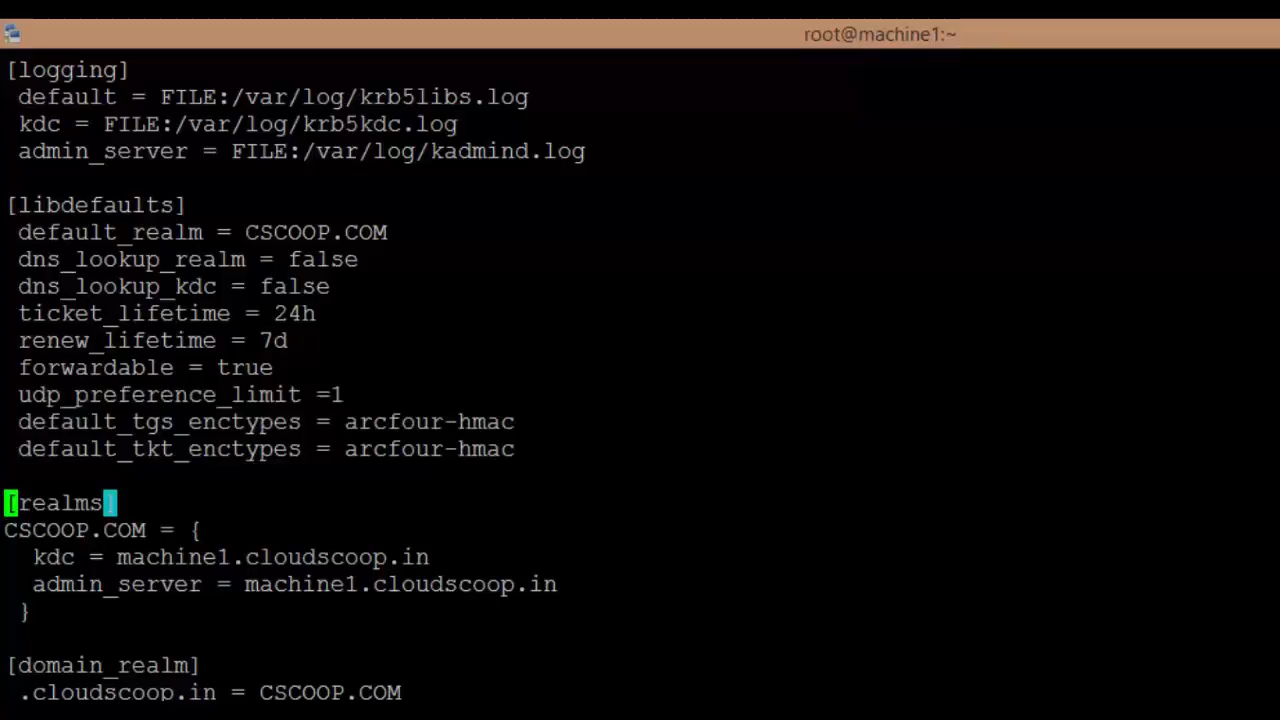 root@machine1:~
[logging]
default = FILE:/var/log/krb5libs.log
kdc = FILE:/var/log/krb5kdc.log
admin_server = FILE:/var/log/kadmind.log
[libdefaults]
default_realm = CSCOOP.COM
dns_lookup_realm = false
dns_lookup_kdc = false
ticket_lifetime = 24h
renew_lifetime = 7d
forwardable = true
udp_preference_limit =1
default_tgs_enctypes = arcfour-hmac
default_tkt_enctypes = arcfour-hmac
[realms]
CSCOOP.COM = {
kdc = machine1.cloudscoop.in
admin_server = machine1.cloudscoop.in
}
[domain_realm]
.cloudscoop.in = CSCOOP.COM